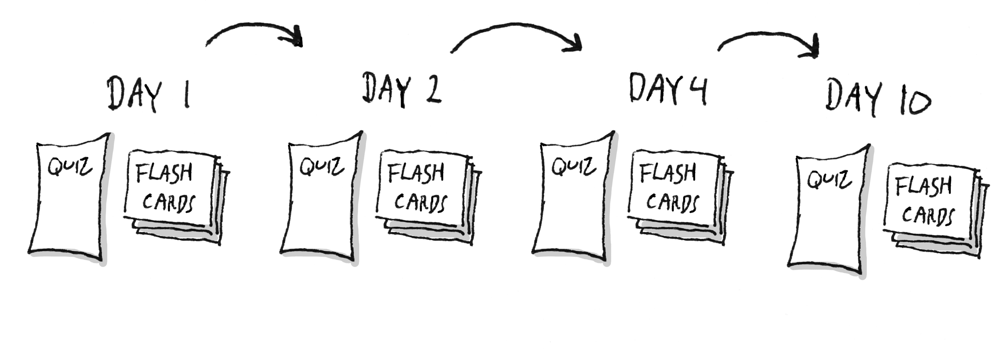 DAY 1
DAY 2
DAY 4
DAY 10
QUIZ
FLASH
CARDS
QUIZ
FLASH
CARDS
QUIZ
FLASH
CARDS
QUIZ
FLASH
CARDS